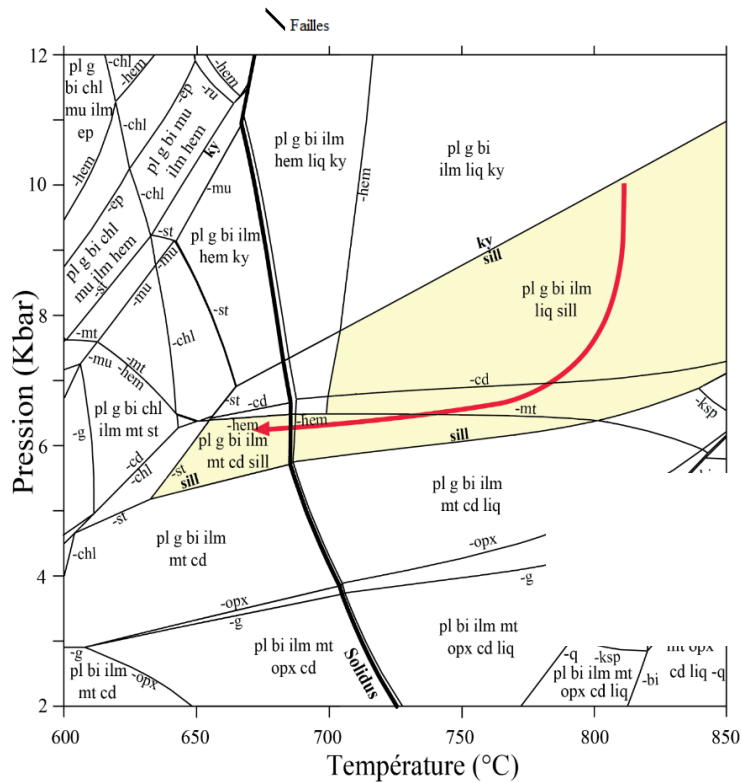 Failles
12
10
8
6
4
2
Pression (Kbar)
600
650
700
750
800
850
Température (°C)
pl g
bi chl
mu ilm
ep
-chl
-hem
-hem
-chl
-ep
-ru
-hem
pl g bi mu
ilm hem
ky
-mu
-ep
-chl
pl g bi chl
mu ilm hem
-st
-st
-mu
-mu
-chl
pl g bi ilm
hem ky
-st
pl g bi ilm
hem liq ky
-hem
pl g bi
ilm liq ky
ky
sill
pl g bi ilm
liq sill
-mt
-mu
-mt
-hem
-g
pl g bi chl
ilm mt st
-st
-cd
-cd
-hem
-hem
-mt
-ksp
pl g bi ilm
mt cd sill
sill
-cd
-chl
-st
sill
-st
-chl
pl g bi ilm
mt cd
pl g bi ilm
mt cd liq
-opx
-g
-opx
-g
-g
pl bi ilm
mt cd
-opx
pl bi ilm mt
opx cd
Solidus
pl bi ilm mt
opx cd liq
-q
-ksp
pl bi ilm mt
opx cd liq
-bi
mt opx
cd liq -q